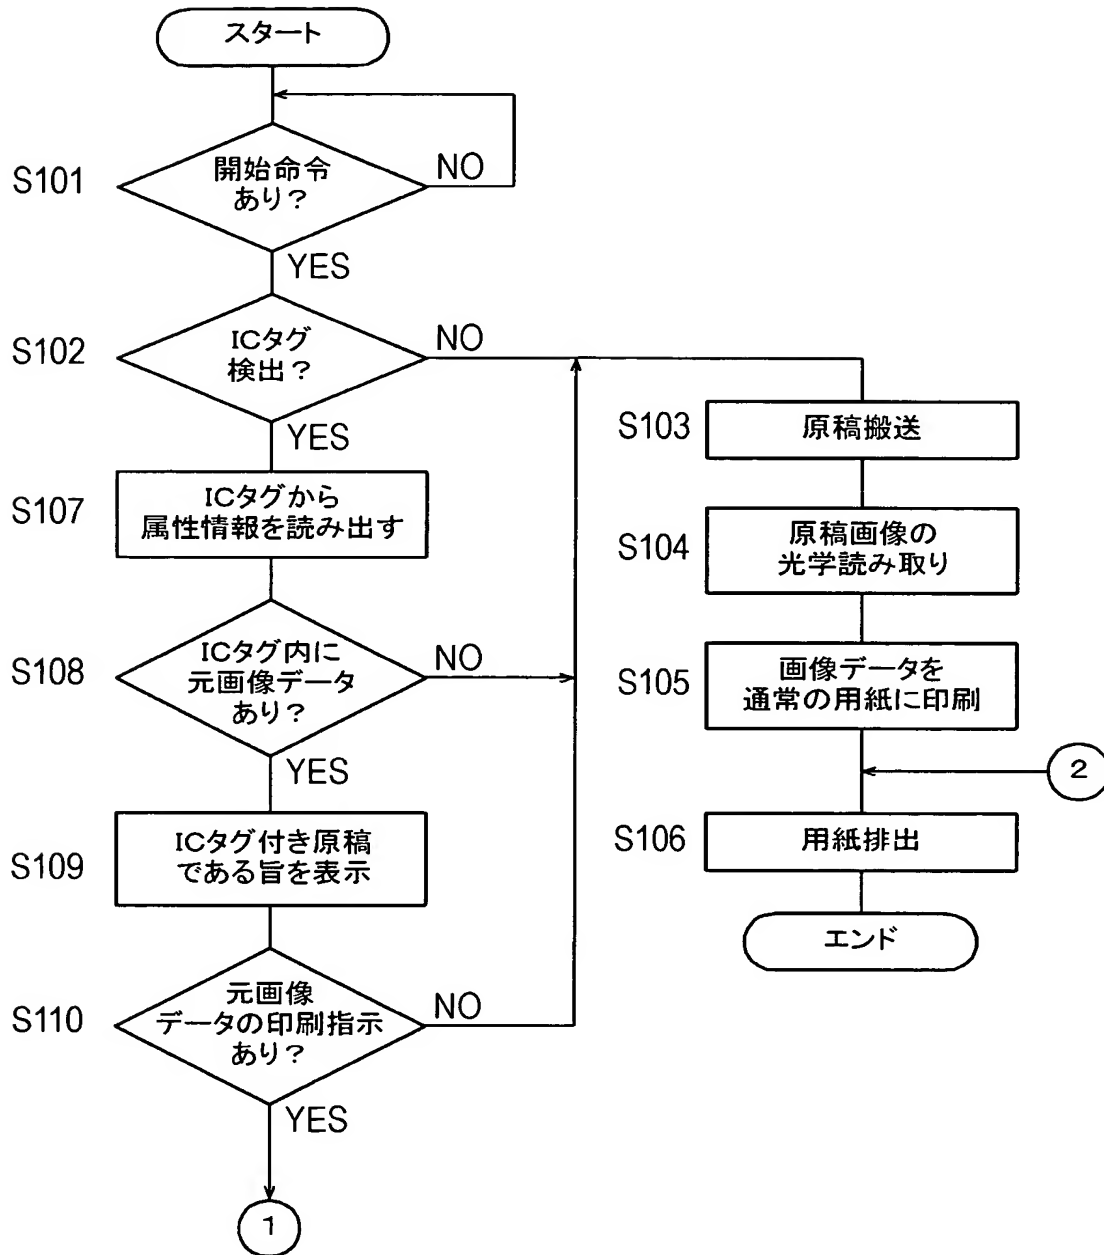 スタート
S101
開始命令
あり？
NO
YES
S102
ICタグ
検出？
NO
YES
S107
ICタグから
属性情報を読み出す
S108
ICタグ内に
元画像データ
あり？
NO
YES
S109
ICタグ付き原稿
である旨を表示
S110
元画像
データの印刷指示
あり？
NO
YES
1
S103
原稿搬送
S104
原稿画像の
光学読み取り
S105
画像データを
通常の用紙に印刷
2
S106
用紙排出
エンド